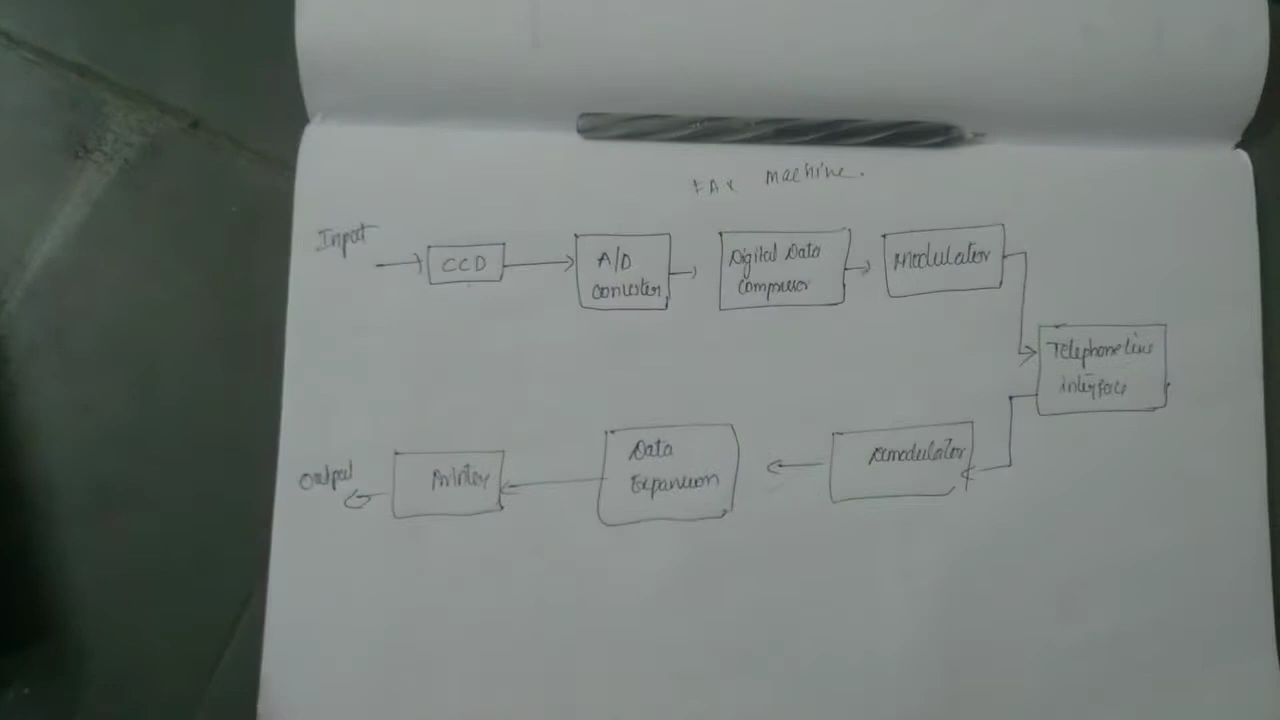 FAX Machine.
Input
CCD
A/D
Converter
Digital Data
Compressor
Modulator
Telephone line
interface
Demodulator
Data
Expansion
Printer
Output